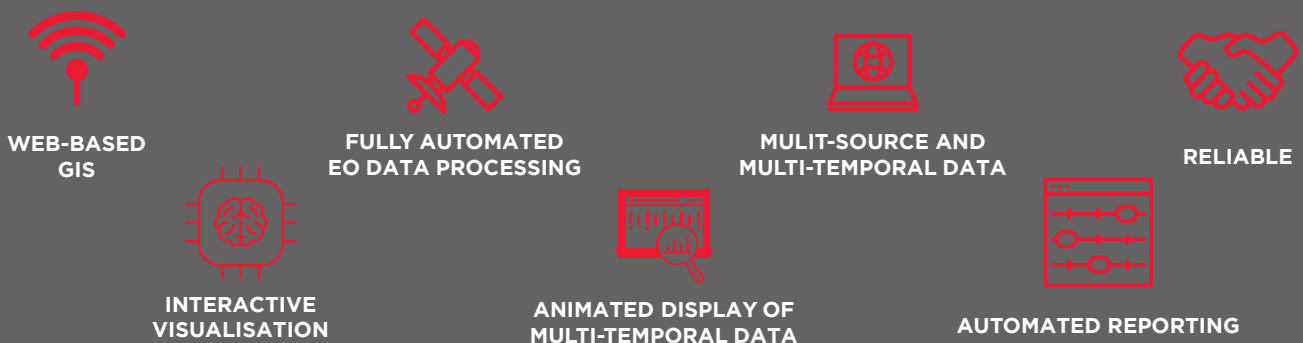 WEB-BASED
GIS
FULLY AUTOMATED
EO DATA PROCESSING
MULIT-SOURCE AND
MULTI-TEMPORAL DATA
RELIABLE
INTERACTIVE
VISUALISATION
ANIMATED DISPLAY OF
MULTI-TEMPORAL DATA
AUTOMATED REPORTING